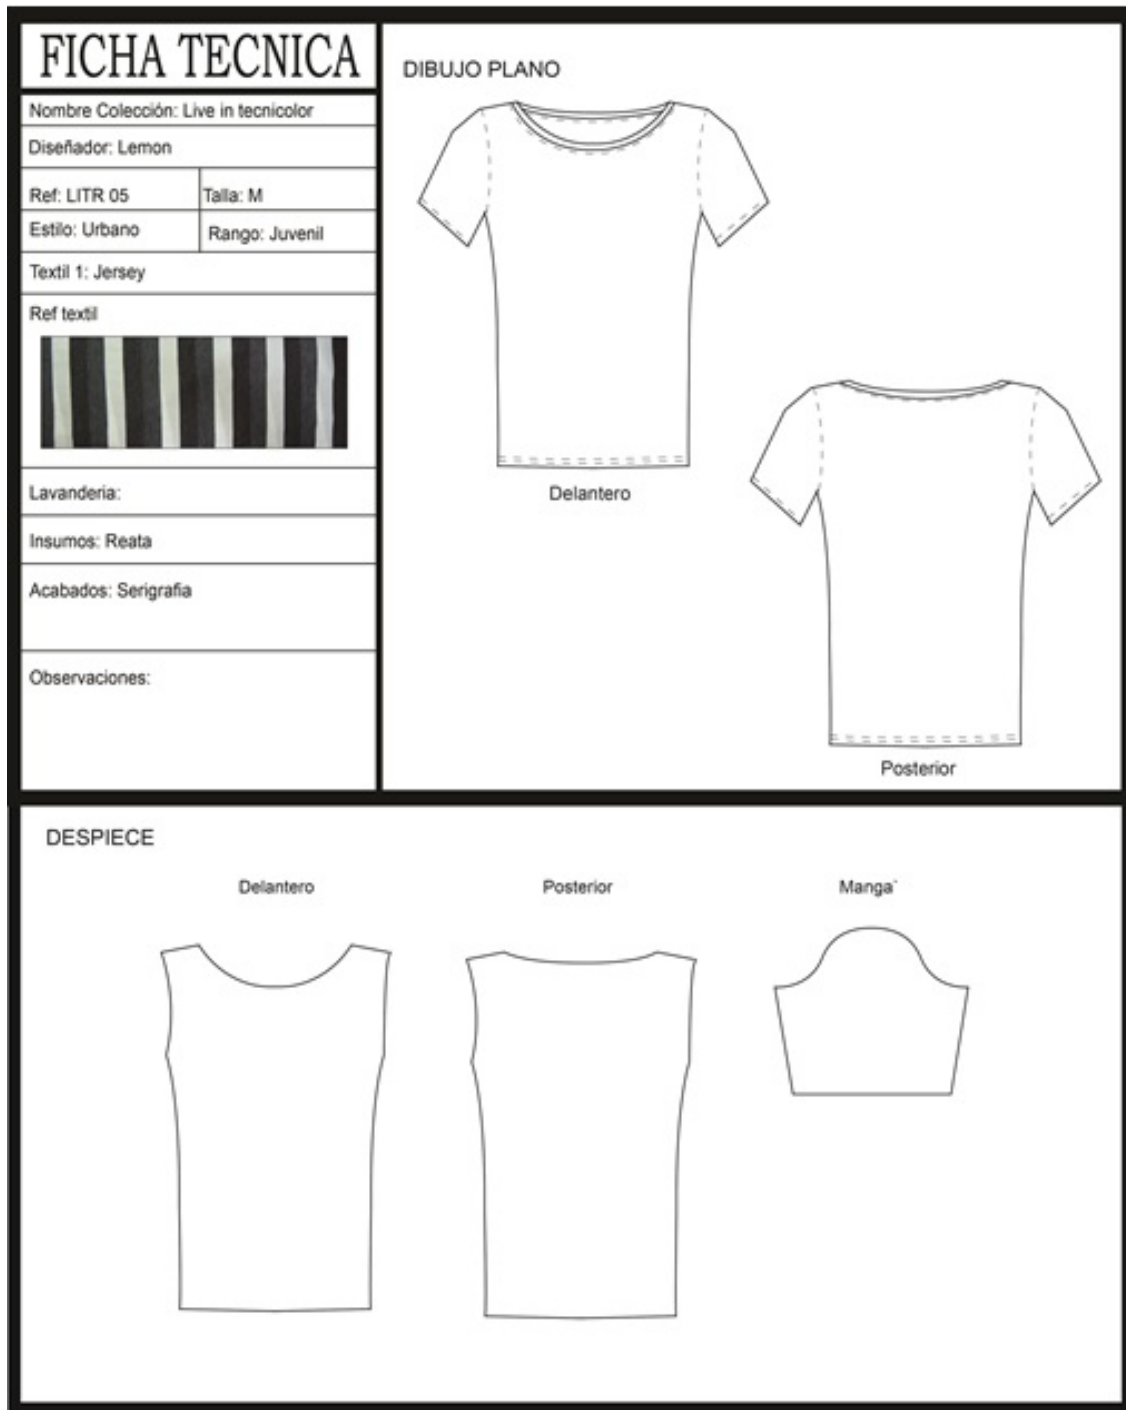 FICHA TECNICA
Nombre Colección: Live in tecnicolor
Diseñador: Lemon
Ref: LITR 05
Talla: M
Estilo: Urbano
Rango: Juvenil
Textil 1: Jersey
Ref textil
Lavanderia:
Insumos: Reata
Acabados: Serigrafia
Observaciones:
DIBUJO PLANO
Delantero
Posterior
DESPIECE
Delantero
Posterior
Manga`